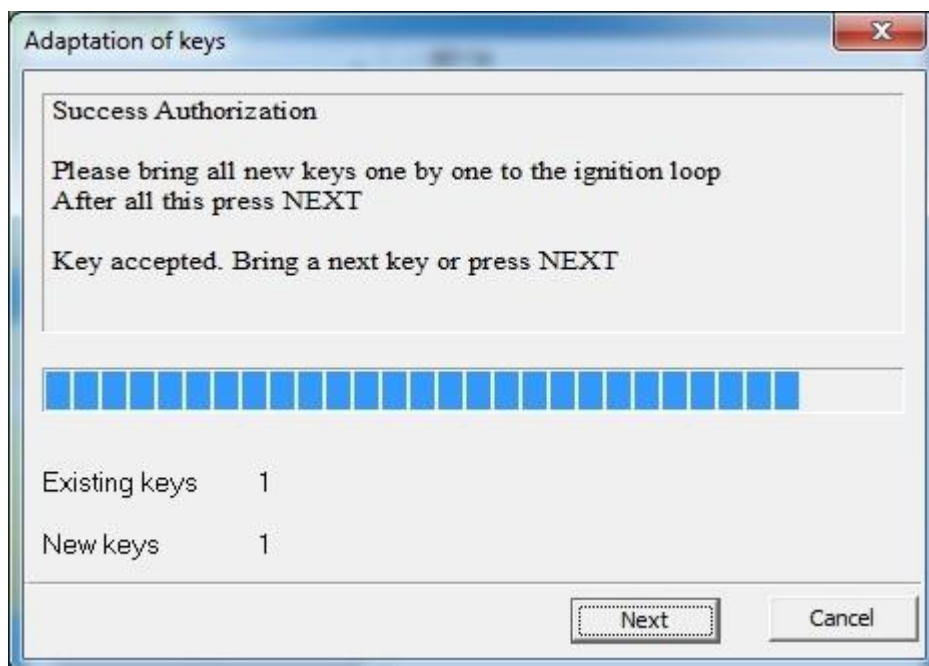 Adaptation of keys
Success Authorization
Please bring all new keys one by one to the ignition loop
After all this press NEXT
Key accepted. Bring a next key or press NEXT
Existing keys 1
New keys 1
Next Cancel